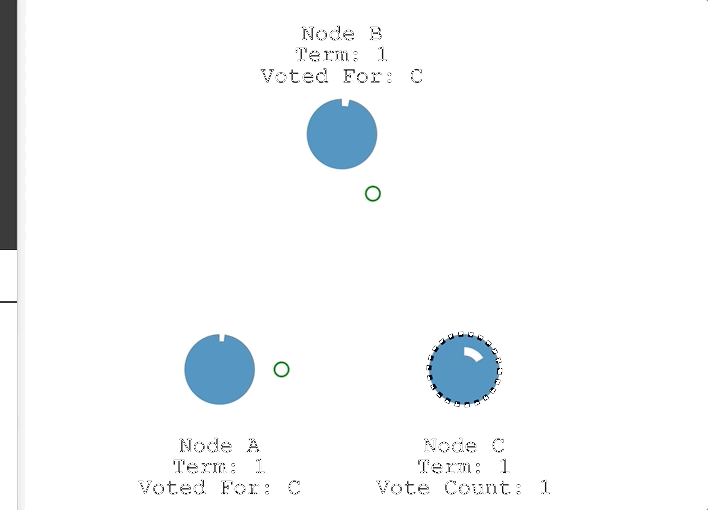 Node B
Term: 1
Voted For: C
Node A
Term: 1
Voted For: C
Node C
Term: 1
Vote Count: 1